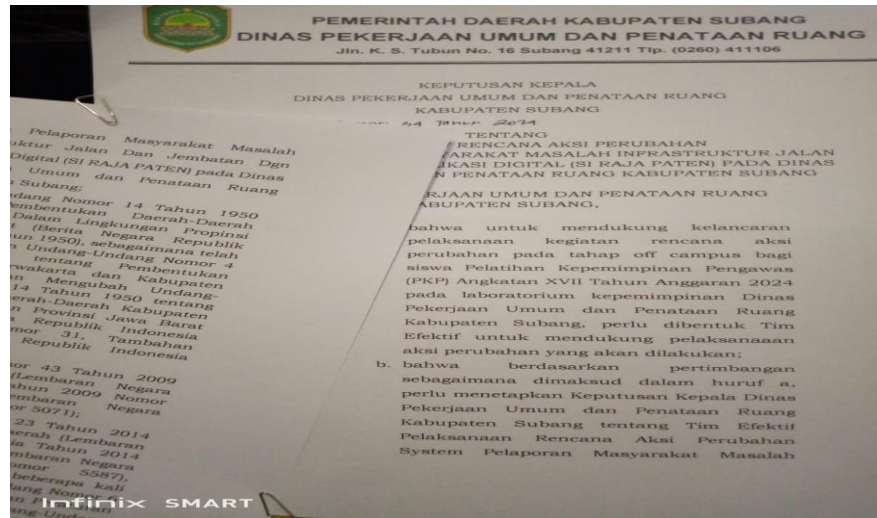 PEMERINTAH DAERAH KABUPATEN SUBANG
DINAS PEKERJAAN UMUM DAN PENATAAN RUANG
Jln. K. S. Tubun No. 16 Subang 41211 Tlp. (0260) 411106
KEPUTUSAN KEPALA
DINAS PEKERJAAN UMUM DAN PENATAAN RUANG
KABUPATEN SUBANG
Tahun 2024
TENTANG
RENCANA AKSI PERUBAHAN
YARAKAT MASALAH INFRASTRUKTUR JALAN
IKASI DIGITAL (SI RAJA PATEN) PADA DINAS
N PENATAAN RUANG KABUPATEN SUBANG
RJAAN UMUM DAN PENATAAN RUANG
ABUPATEN SUBANG,
bahwa untuk mendukung kelancaran
pelaksanaan kegiatan rencana aksi
perubahan pada tahap off campus bagi
siswa Pelatihan Kepemimpinan Pengawas
(PKP) Angkatan XVII Tahun Anggaran 2024
pada laboratorium kepemimpinan Dinas
Pekerjaan Umum dan Penataan Ruang
Kabupaten Subang, perlu dibentuk Tim
Efektif untuk mendukung pelaksanaaan
aksi perubahan yang akan dilakukan;
b. bahwa berdasarkan pertimbangan
sebagaimana dimaksud dalam huruf a,
perlu menetapkan Keputusan Kepala Dinas
Pekerjaan Umum dan Penataan Ruang
Kabupaten Subang tentang Tim Efektif
Pelaksanaan Rencana Aksi Perubahan
System Pelaporan Masyarakat Masalah
Pelaporan Masyarakat Masalah
uktur Jalan Dan Jembatan Dgn
Digital (SI RAJA PATEN) pada Dinas
Umum dan Penataan Ruang
Subang;
dang Nomor 14 Tahun 1950
embentukan Daerah-Daerah
Dalam Lingkungan Propinsi
(Berita Negara Republik
un 1950), sebagaimana telah
Undang-Undang Nomor 4
tentang Pembentukan
rwakarta dan Kabupaten
Mengubah Undang-
14 Tahun 1950 tentang
erah-Daerah Kabupaten
Provinsi Jawa Barat
Republik Indonesia
mor 31, Tambahan
Republik Indonesia
or 43 Tahun 2009
(Lembaran Negara
ahun 2009 Nomor
embaran Negara
or 5071);
23 Tahun 2014
erah (Lembaran
ia Tahun 2014
mbaran Negara
omor 5587),
beberapa kali
Infinix SMART